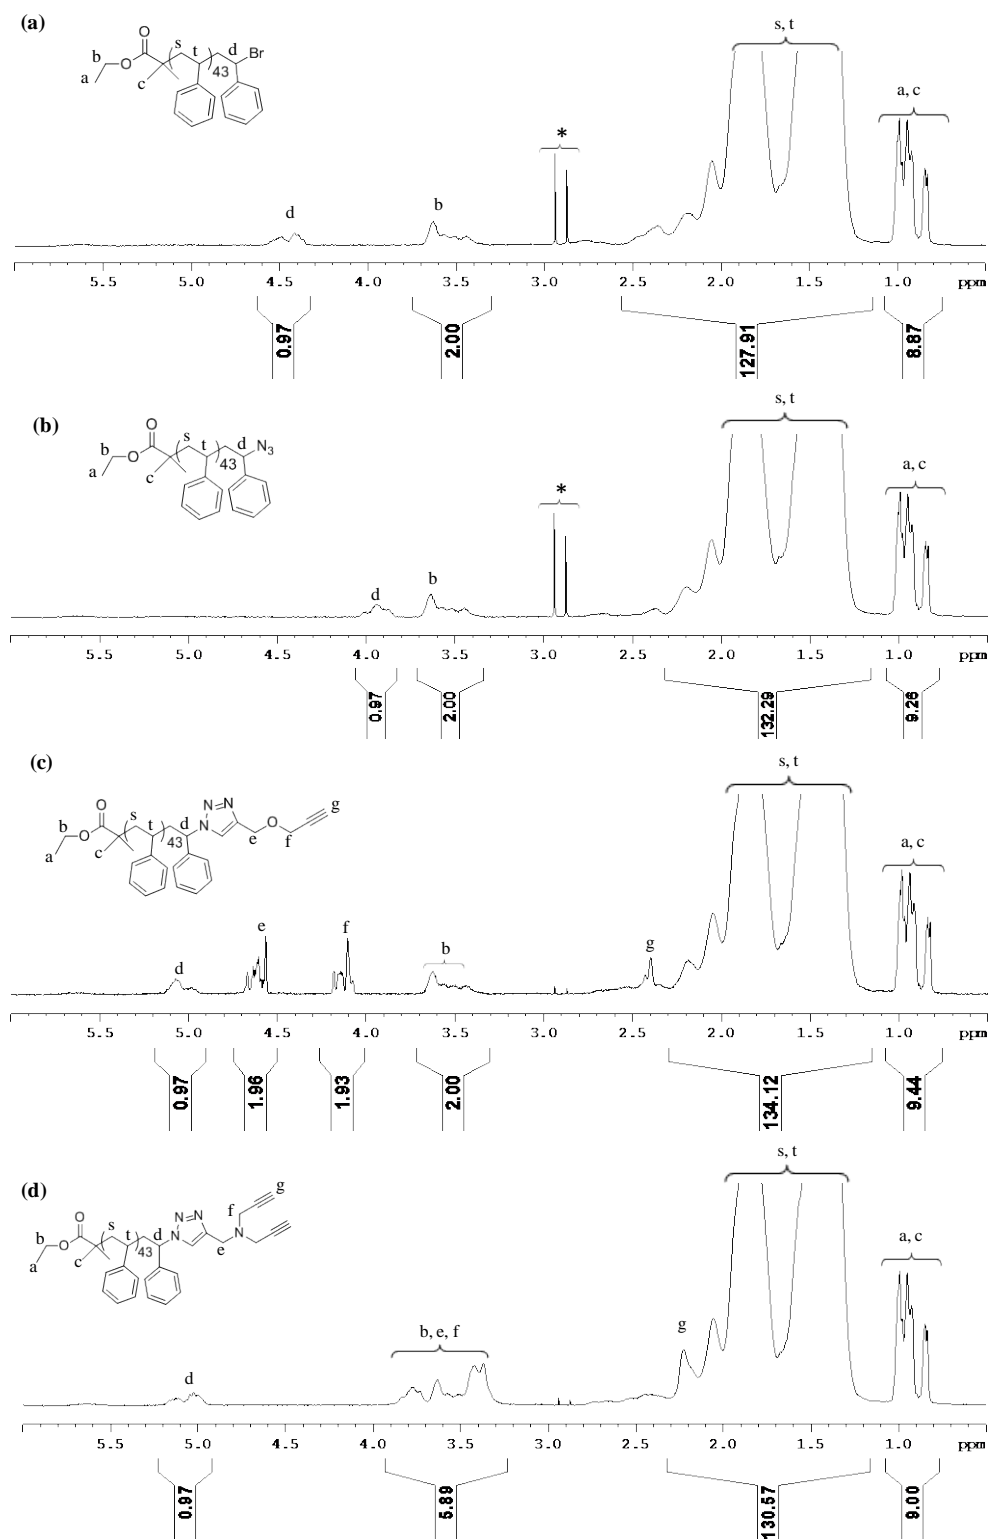 (a)
O
b
O
a
c
s
t
43
d
Br
s, t
a, c
*
b
d
5.5 5.0 4.5 4.0 3.5 3.0 2.5 2.0 1.5 1.0 ppm
0.97 2.00 127.91 8.87
(b)
O
b
O
a
c
s
t
43
d
N3
s, t
a, c
*
b
d
5.5 5.0 4.5 4.0 3.5 3.0 2.5 2.0 1.5 1.0 ppm
0.97 2.00 132.29 9.26
(c)
O
b
O
a
c
s
t
43
d
N=N
N
e
O
f
g
s, t
a, c
e
f
b
g
d
5.5 5.0 4.5 4.0 3.5 3.0 2.5 2.0 1.5 1.0 ppm
0.97 1.96 1.93 2.00 134.12 9.44
(d)
O
b
O
a
c
s
t
43
d
N=N
N
e
N
f
g
s, t
a, c
b, e, f
g
d
5.5 5.0 4.5 4.0 3.5 3.0 2.5 2.0 1.5 1.0 ppm
0.97 5.89 130.57 9.00